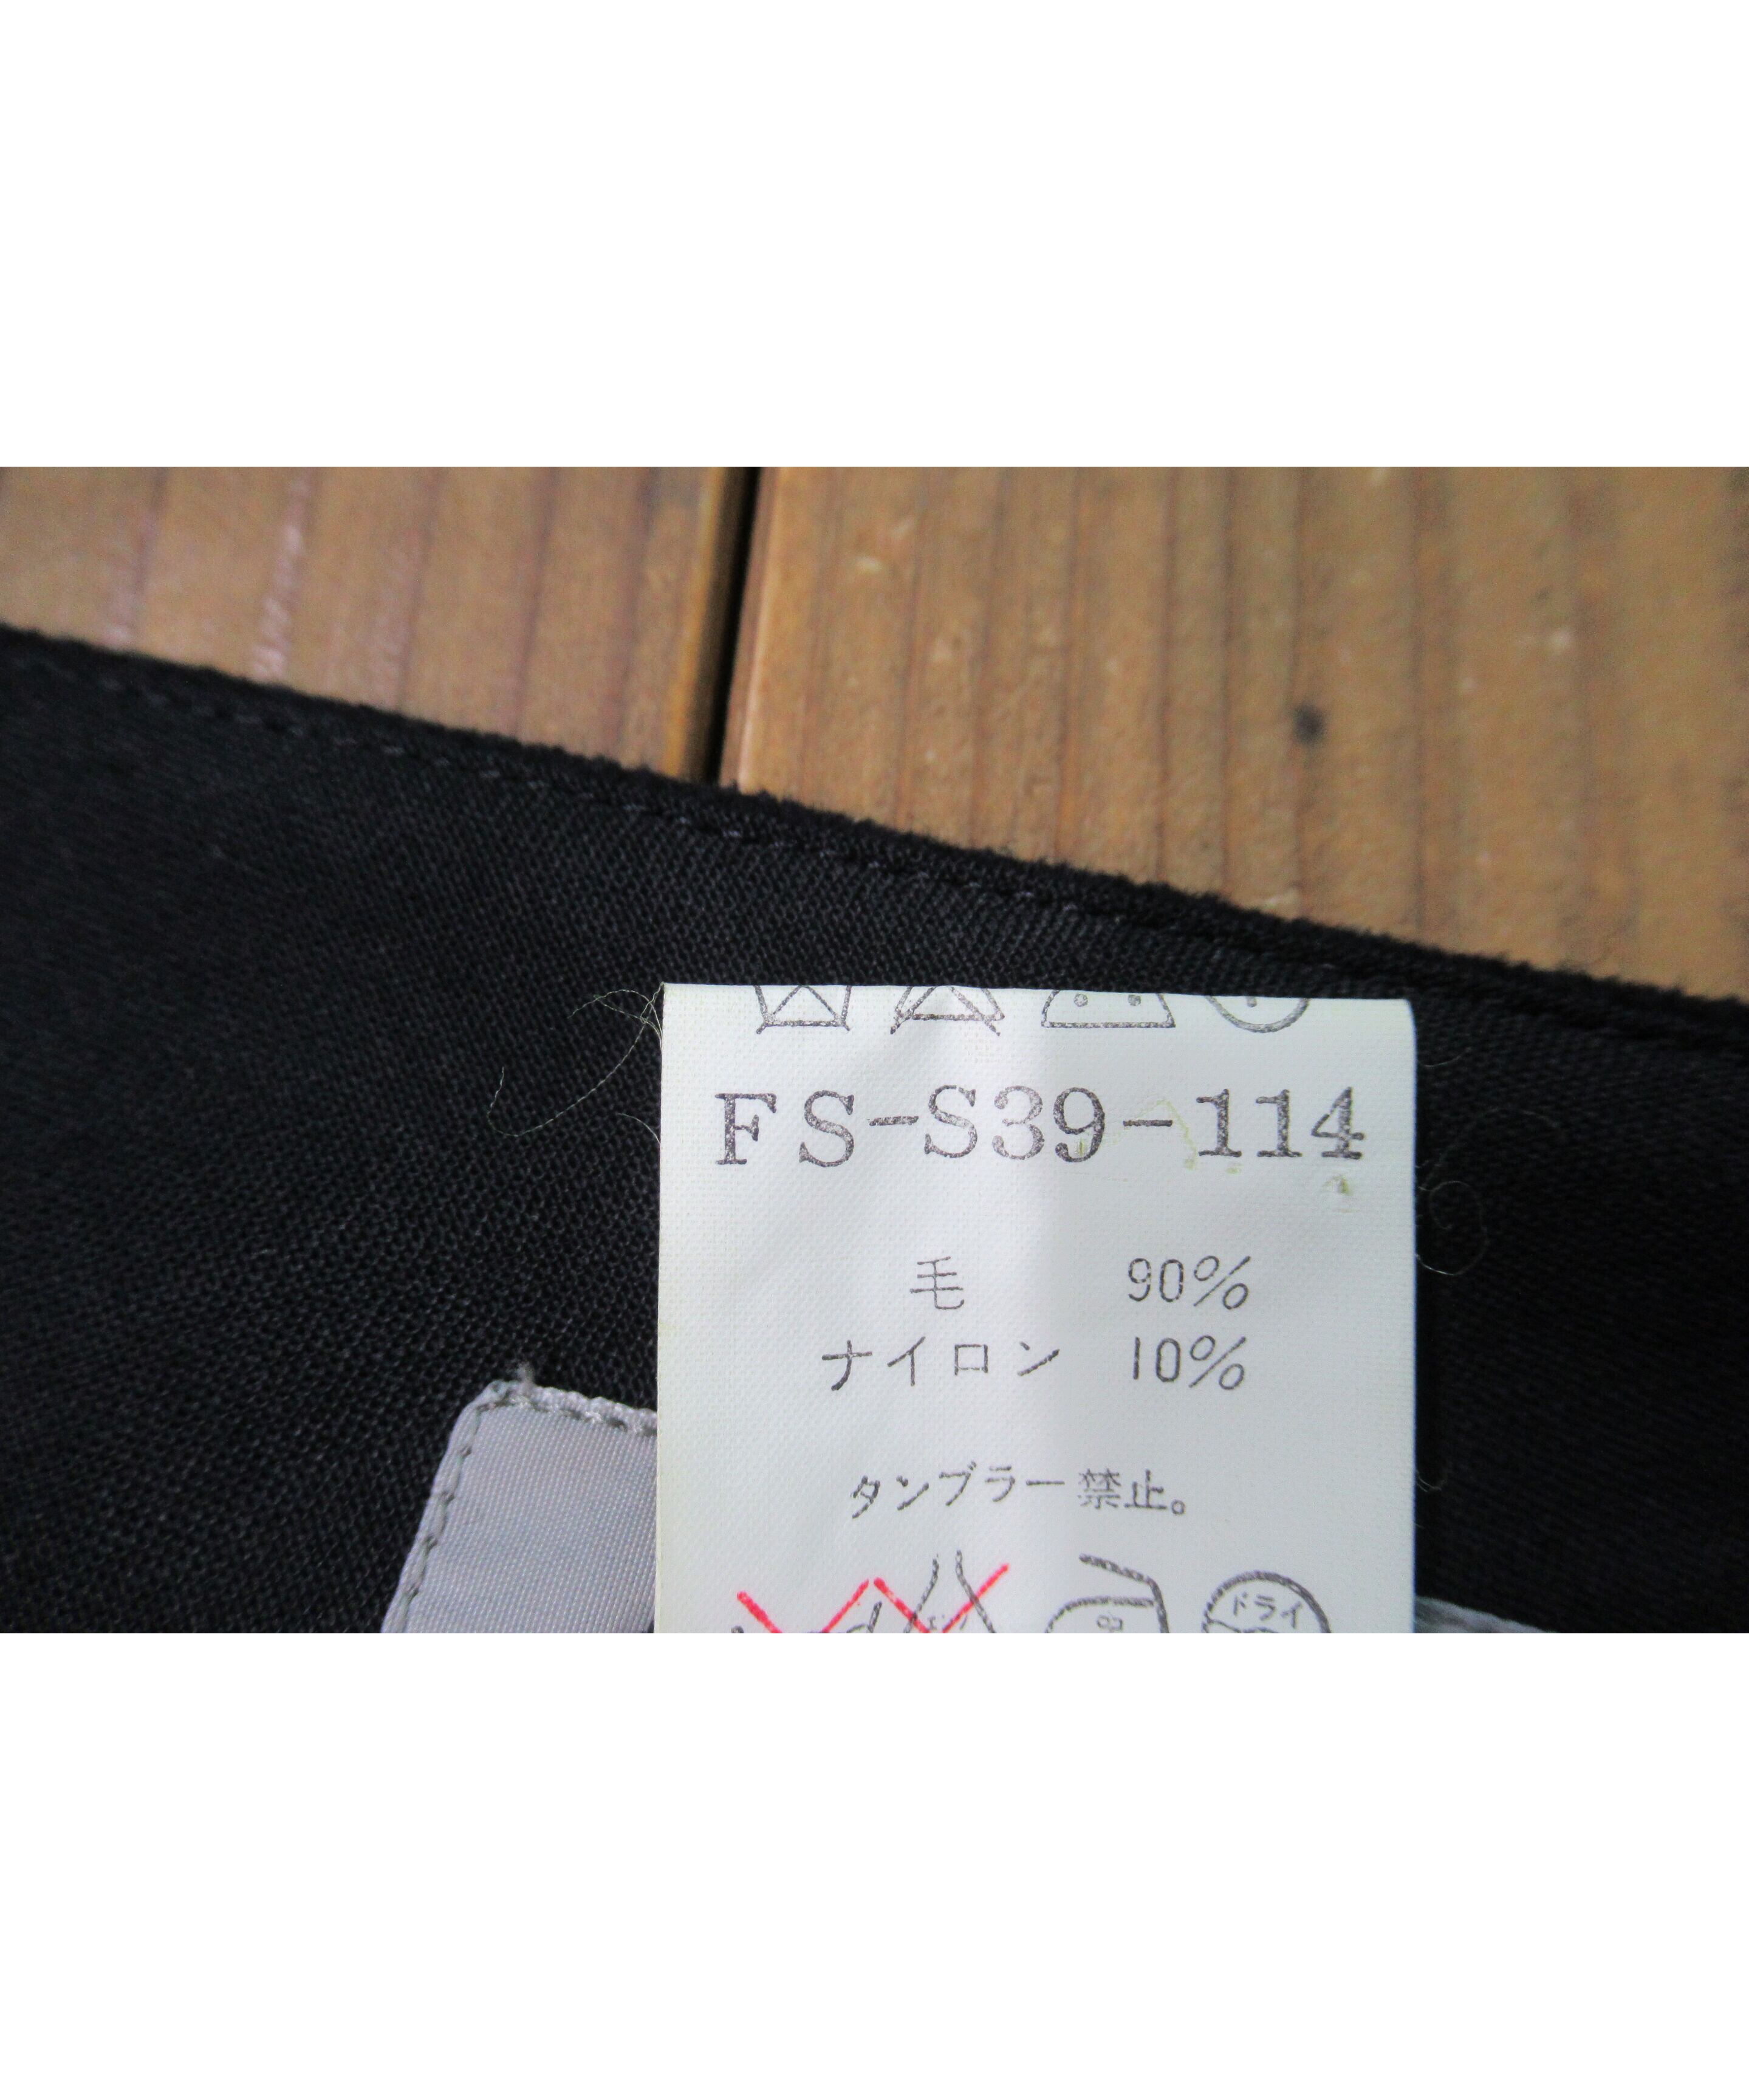 FS-S39-114
毛 90%
ナイロン 10%
タンブラー禁止。
ドライ